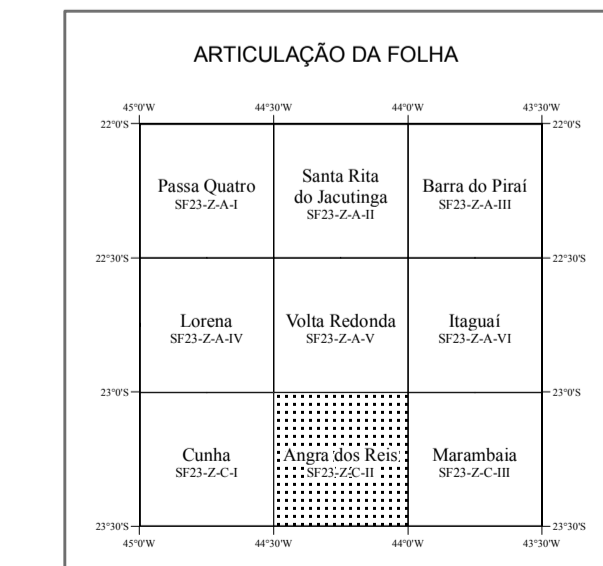 ARTICULAÇÃO DA FOLHA
45°0'W 44°30'W 44°0'W 43°30'W
22°0'S 22°0'S
Passa Quatro
SF23-Z-A-I
Santa Rita
do Jacutinga
SF23-Z-A-II
Barra do Piraí
SF23-Z-A-III
22°30'S 22°30'S
Lorena
SF23-Z-A-IV
Volta Redonda
SF23-Z-A-V
Itaguaí
SF23-Z-A-VI
23°0'S 23°0'S
Cunha
SF23-Z-C-I
Angra dos Reis
SF23-Z-C-II
Marambaia
SF23-Z-C-III
23°30'S 23°30'S
45°0'W 44°30'W 44°0'W 43°30'W